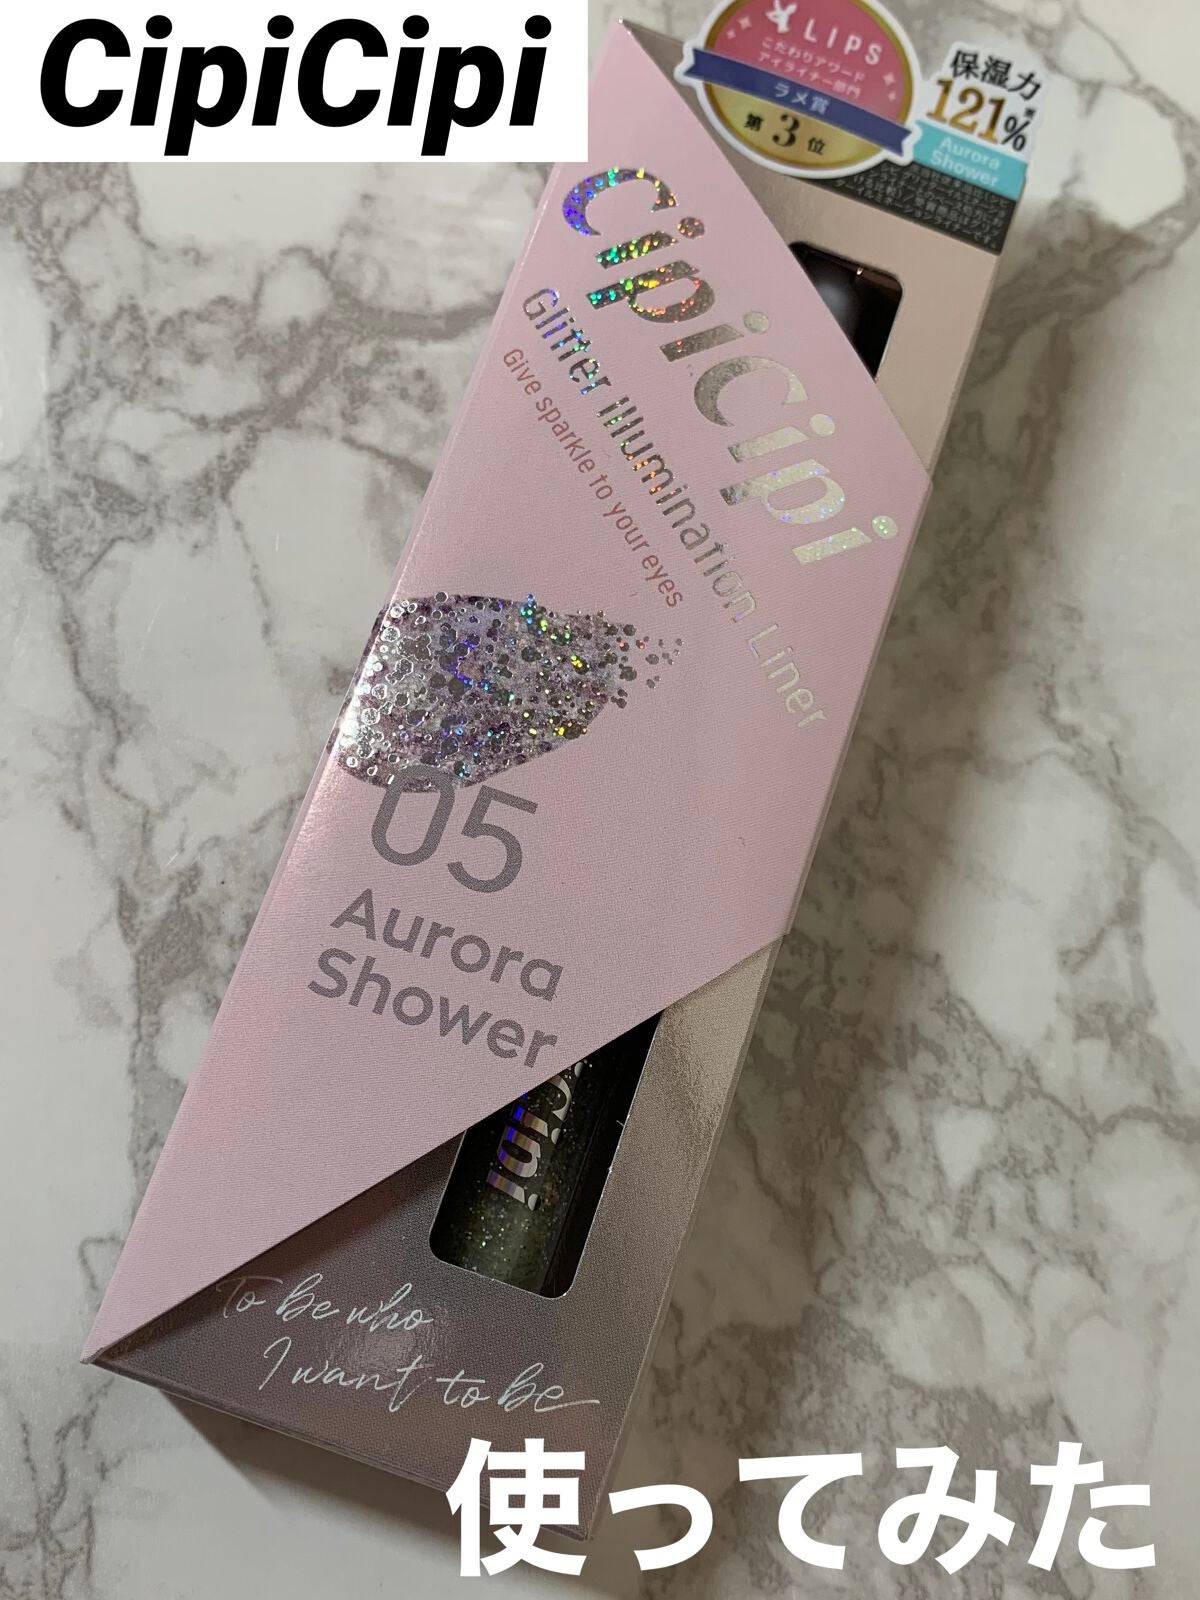 CipiCipi
LIPS
こだわりアワード
アイライナー部門
ラメ賞
第3位
保湿力
121%
※
Aurora
Shower
CipiCipi
Glitter Illumination Liner
Give sparkle to your eyes
05
Aurora
Shower
Cipi
To be who
I want to be
使ってみた